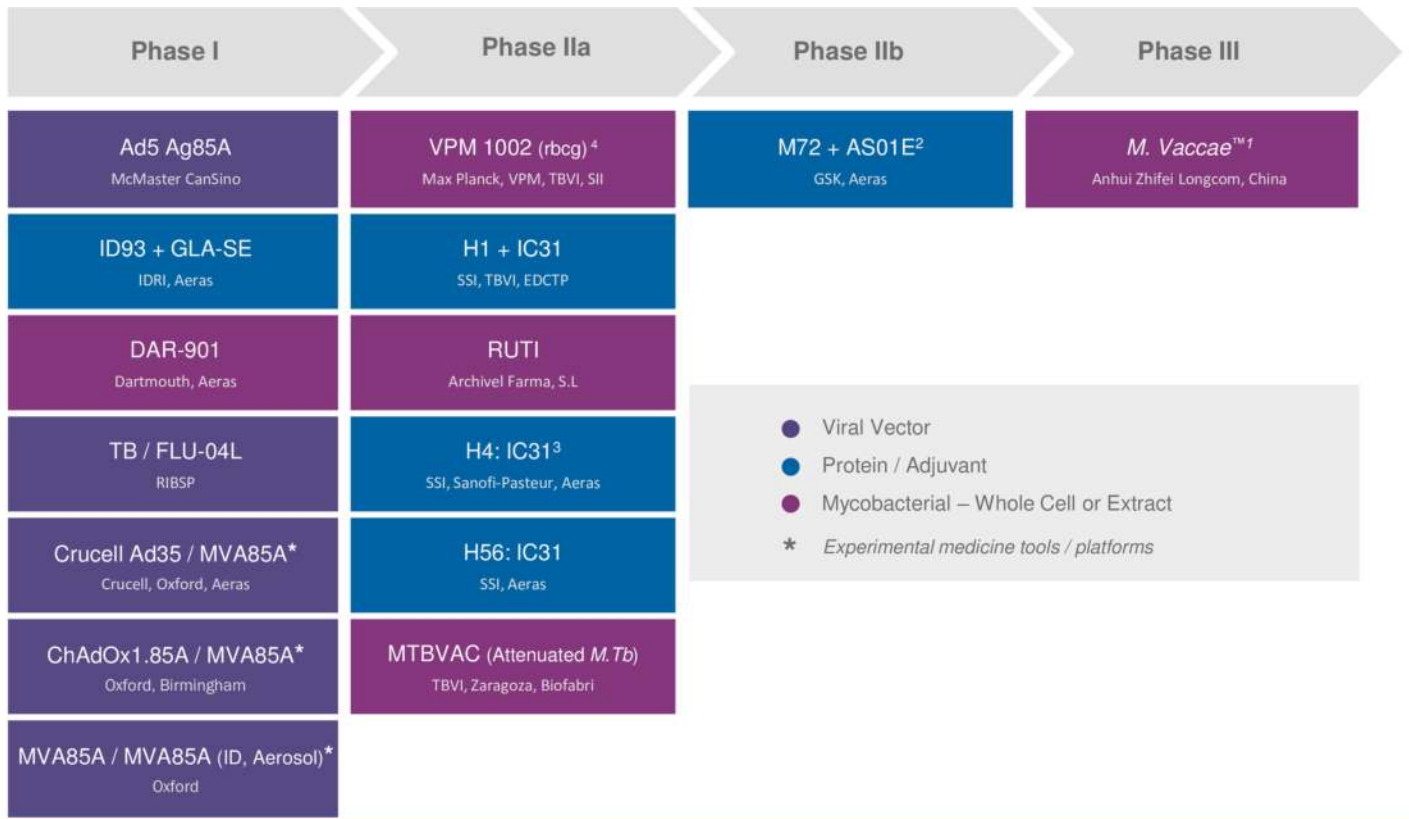 Phase I
Phase IIa
Phase IIb
Phase III
Ad5 Ag85A
McMaster CanSino
ID93 + GLA-SE
IDRI, Aeras
DAR-901
Dartmouth, Aeras
TB / FLU-04L
RIBSP
Crucell Ad35 / MVA85A*
Crucell, Oxford, Aeras
ChAdOx1.85A / MVA85A*
Oxford, Birmingham
MVA85A / MVA85A (ID, Aerosol)*
Oxford
VPM 1002 (rbcg) 4
Max Planck, VPM, TBVI, SII
H1 + IC31
SSI, TBVI, EDCTP
RUTI
Archivel Farma, S.L
H4: IC313
SSI, Sanofi-Pasteur, Aeras
H56: IC31
SSI, Aeras
MTBVAC (Attenuated M.Tb)
TBVI, Zaragoza, Biofabri
M72 + AS01E2
GSK, Aeras
M. Vaccae™1
Anhui Zhifei Longcom, China
Viral Vector
Protein / Adjuvant
Mycobacterial – Whole Cell or Extract
* Experimental medicine tools / platforms